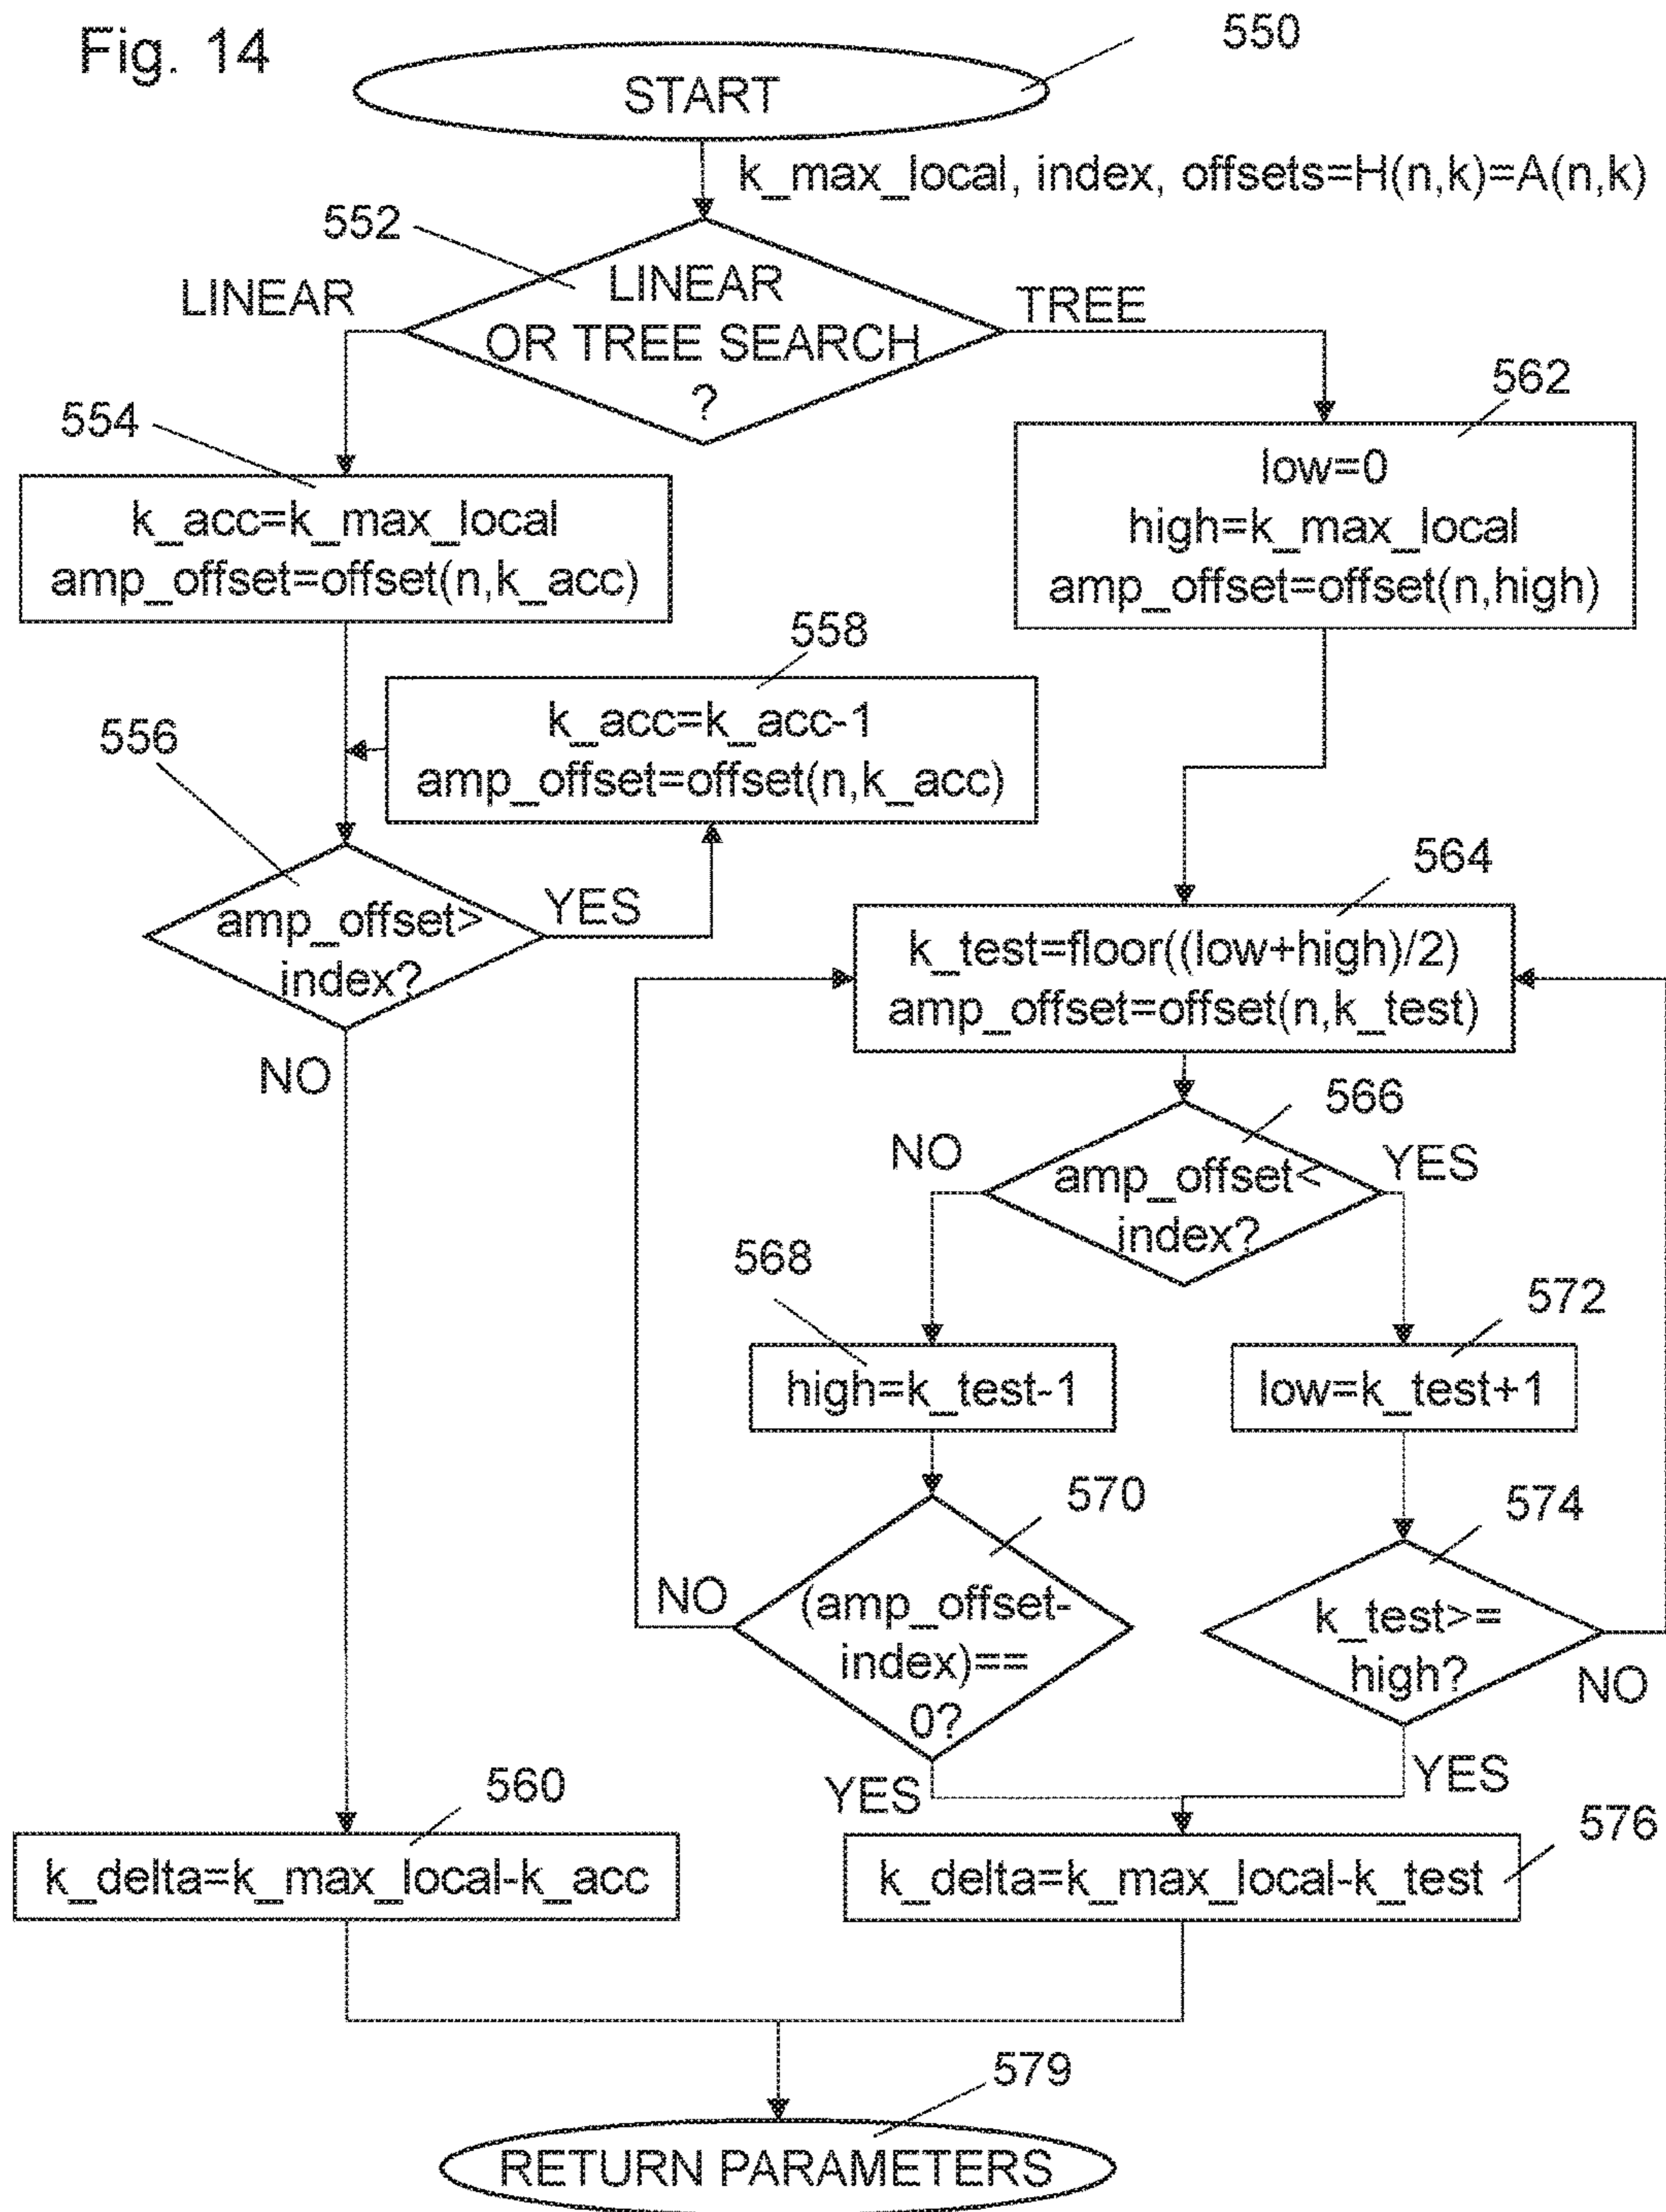 Fig. 14
550
START
k_max_local, index, offsets=H(n,k)=A(n,k)
552
LINEAR
LINEAR
OR TREE SEARCH
?
TREE
554
k_acc=k_max_local
amp_offset=offset(n,k_acc)
562
low=0
high=k_max_local
amp_offset=offset(n,high)
558
k_acc=k_acc-1
amp_offset=offset(n,k_acc)
556
amp_offset>
index?
YES
NO
564
k_test=floor((low+high)/2)
amp_offset=offset(n,k_test)
566
NO
amp_offset<
index?
YES
568
high=k_test-1
572
low=k_test+1
570
NO
(amp_offset-
index)==
0?
YES
574
k_test>=
high?
NO
YES
560
k_delta=k_max_local-k_acc
576
k_delta=k_max_local-k_test
579
RETURN PARAMETERS